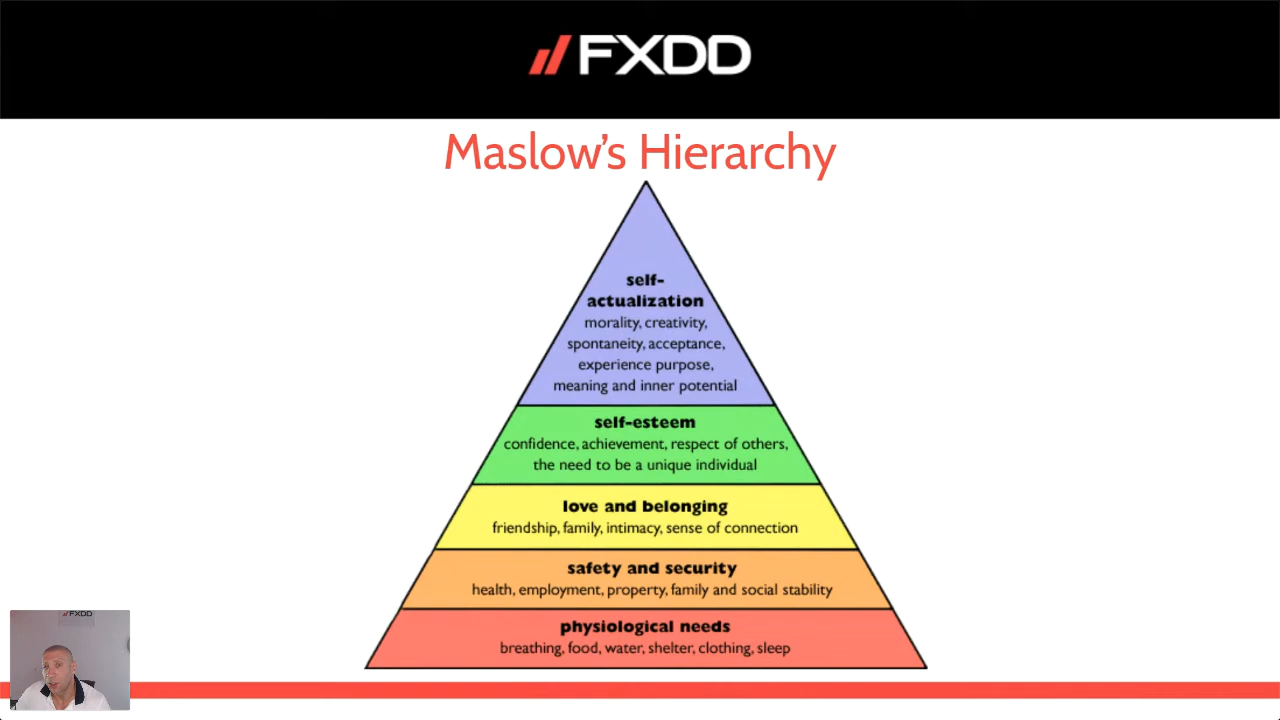 FXDD
Maslow's Hierarchy
self-
actualization
morality, creativity,
spontaneity, acceptance,
experience purpose,
meaning and inner potential
self-esteem
confidence, achievement, respect of others,
the need to be a unique individual
love and belonging
friendship, family, intimacy, sense of connection
safety and security
health, employment, property, family and social stability
physiological needs
breathing, food, water, shelter, clothing, sleep
FXDD